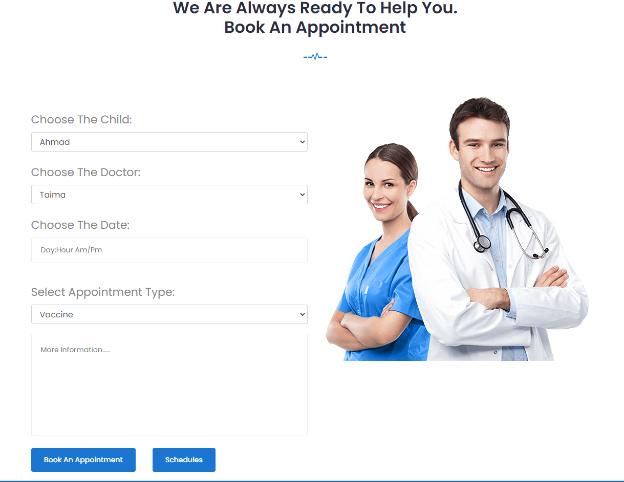 We Are Always Ready To Help You.
Book An Appointment
Choose The Child:
Ahmad
Choose The Doctor:
Taima
Choose The Date:
Day:Hour Am/Pm
Select Appointment Type:
Vaccine
More Information.....
Book An Appointment
Schedules